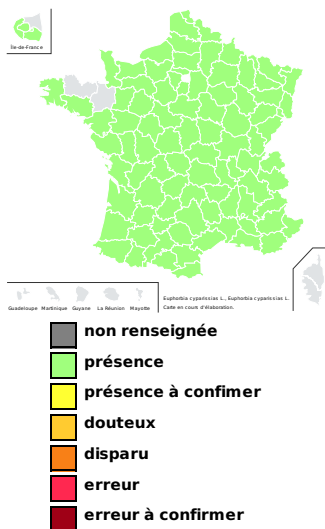 Île-de-France
Guadeloupe Martinique Guyane La Réunion Mayotte
Euphorbia cyparissias L., Euphorbia cyparissias L.
Carte en cours d'élaboration.
non renseignée
présence
présence à confimer
douteux
disparu
erreur
erreur à confirmer